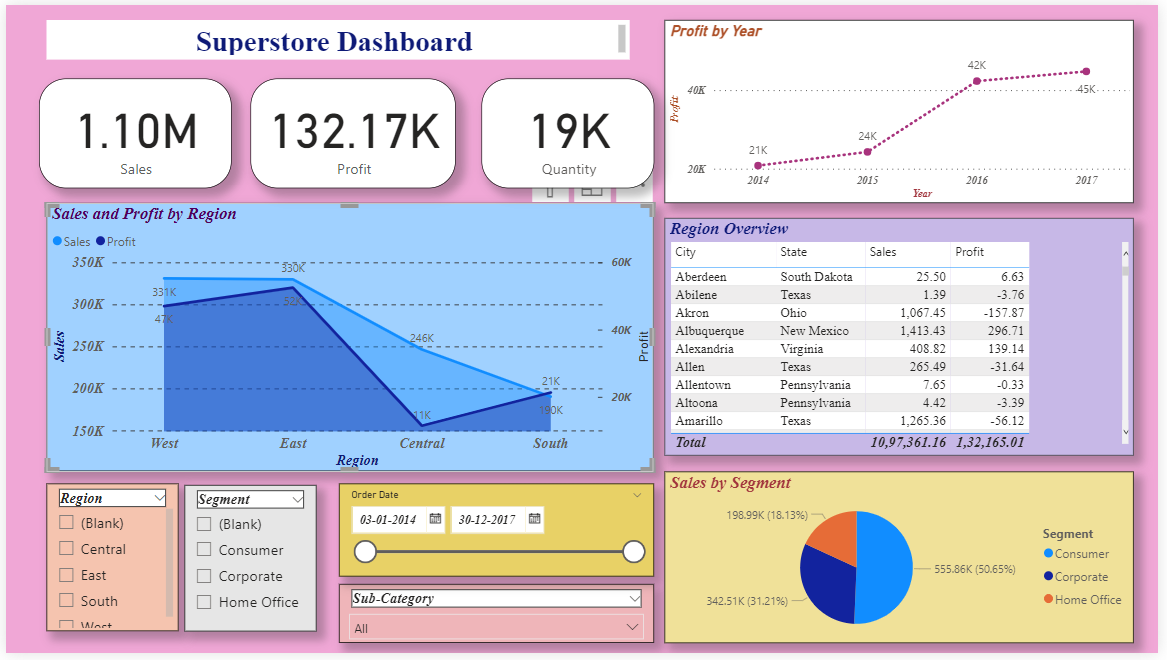 Superstore Dashboard
1.10M
Sales
132.17K
Profit
19K
Quantity
Profit by Year
Profit
40K
20K
21K
24K
42K
45K
2014 2015 2016 2017
Year
Sales and Profit by Region
Sales Profit
Sales
350K
300K
250K
200K
150K
331K
330K
246K
190K
47K
52K
11K
21K
60K
40K
20K
Profit
West East Central South
Region
Region Overview
City State Sales Profit
Aberdeen South Dakota 25.50 6.63
Abilene Texas 1.39 -3.76
Akron Ohio 1,067.45 -157.87
Albuquerque New Mexico 1,413.43 296.71
Alexandria Virginia 408.82 139.14
Allen Texas 265.49 -31.64
Allentown Pennsylvania 7.65 -0.33
Altoona Pennsylvania 4.42 -3.39
Amarillo Texas 1,265.36 -56.12
Total 10,97,361.16 1,32,165.01
Region
(Blank)
Central
East
South
West
Segment
(Blank)
Consumer
Corporate
Home Office
Order Date
03-01-2014 30-12-2017
Sub-Category
All
Sales by Segment
198.99K (18.13%)
555.86K (50.65%)
342.51K (31.21%)
Segment
Consumer
Corporate
Home Office